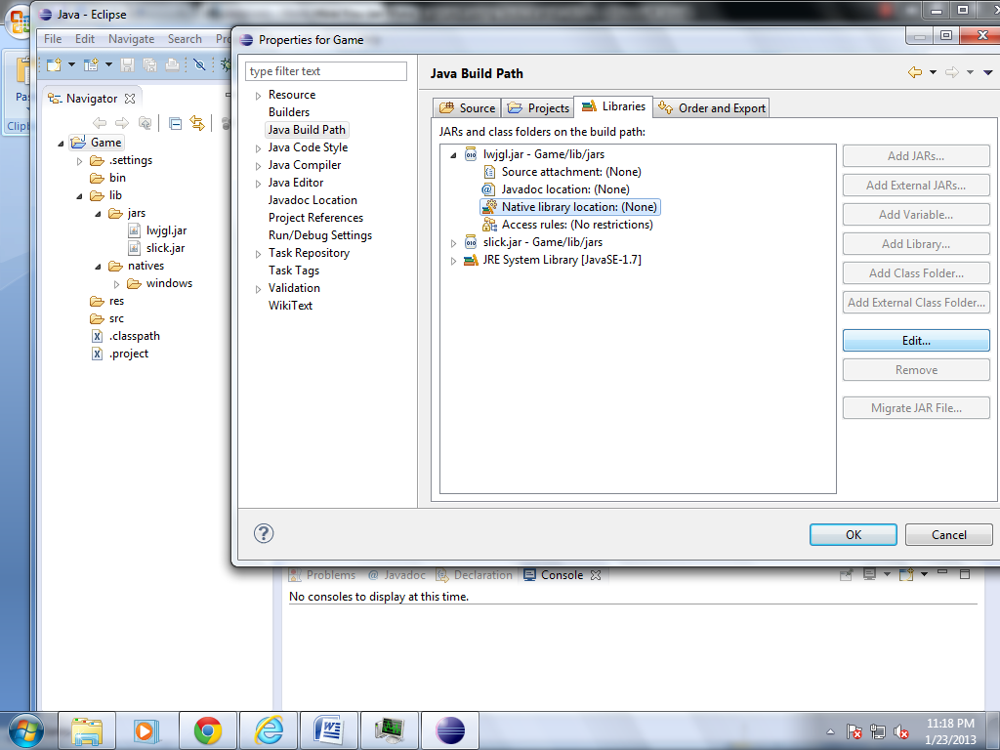 Java - Eclipse
File Edit Navigate Search
Pas
Clipb
Navigator
Game
.settings
bin
lib
jars
lwjgl.jar
slick.jar
natives
windows
res
src
.classpath
.project
Properties for Game
type filter text
Resource
Builders
Java Build Path
Java Code Style
Java Compiler
Java Editor
Javadoc Location
Project References
Run/Debug Settings
Task Repository
Task Tags
Validation
WikiText
Java Build Path
Source Projects Libraries Order and Export
JARs and class folders on the build path:
lwjgl.jar - Game/lib/jars
Source attachment: (None)
Javadoc location: (None)
Native library location: (None)
Access rules: (No restrictions)
slick.jar - Game/lib/jars
JRE System Library [JavaSE-1.7]
Add JARs...
Add External JARs...
Add Variable...
Add Library...
Add Class Folder...
Add External Class Folder...
Edit...
Remove
Migrate JAR File...
OK Cancel
Problems @ Javadoc Declaration Console
No consoles to display at this time.
11:18 PM
1/23/2013